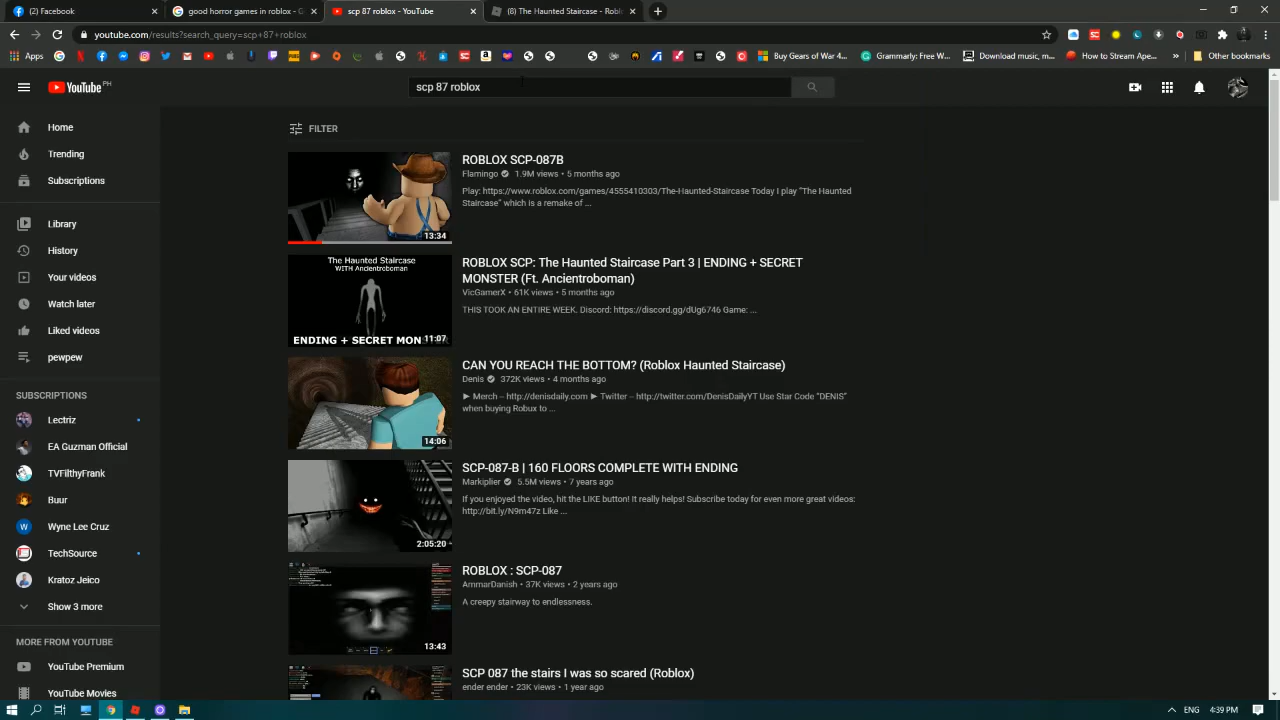 (2) Facebook
good horror games in roblox - G
scp 87 roblox - YouTube
(8) The Haunted Staircase - Robl
youtube.com/results?search_query=scp+87+roblox
Apps
Buy Gears of War 4...
Grammarly: Free W...
Download music, m...
How to Stream Ape...
YouTube PH
scp 87 roblox
Home
Trending
Subscriptions
Library
History
Your videos
Watch later
Liked videos
pewpew
SUBSCRIPTIONS
Lectriz
EA Guzman Official
TVFilthyFrank
Buur
Wyne Lee Cruz
TechSource
Knaboz Jeico
Show 3 more
MORE FROM YOUTUBE
YouTube Premium
YouTube Movies
FILTER
13:34
ROBLOX SCP-087B
Flamingo 1.9M views • 5 months ago
Play: https://www.roblox.com/games/4555410303/The-Haunted-Staircase Today I play "The Haunted
Staircase" which is a remake of ...
The Haunted Staircase
WITH Ancientroboman
ENDING + SECRET MON
11:07
ROBLOX SCP: The Haunted Staircase Part 3 | ENDING + SECRET
MONSTER (Ft. Ancientroboman)
VicGamerX • 61K views • 5 months ago
THIS TOOK AN ENTIRE WEEK. Discord: https://discord.gg/dUg6746 Game: ...
14:06
CAN YOU REACH THE BOTTOM? (Roblox Haunted Staircase)
Denis 372K views • 4 months ago
► Merch – http://denisdaily.com ► Twitter – http://twitter.com/DenisDailyYT Use Star Code "DENIS"
when buying Robux to ...
2:05:20
SCP-087-B | 160 FLOORS COMPLETE WITH ENDING
Markiplier 5.5M views • 7 years ago
If you enjoyed the video, hit the LIKE button! It really helps! Subscribe today for even more great videos:
http://bit.ly/N9m47z Like ...
13:43
ROBLOX : SCP-087
AmmarDanish • 37K views • 2 years ago
A creepy stairway to endlessness.
SCP 087 the stairs I was so scared (Roblox)
ender ender • 23K views • 1 year ago
ENG 4:39 PM